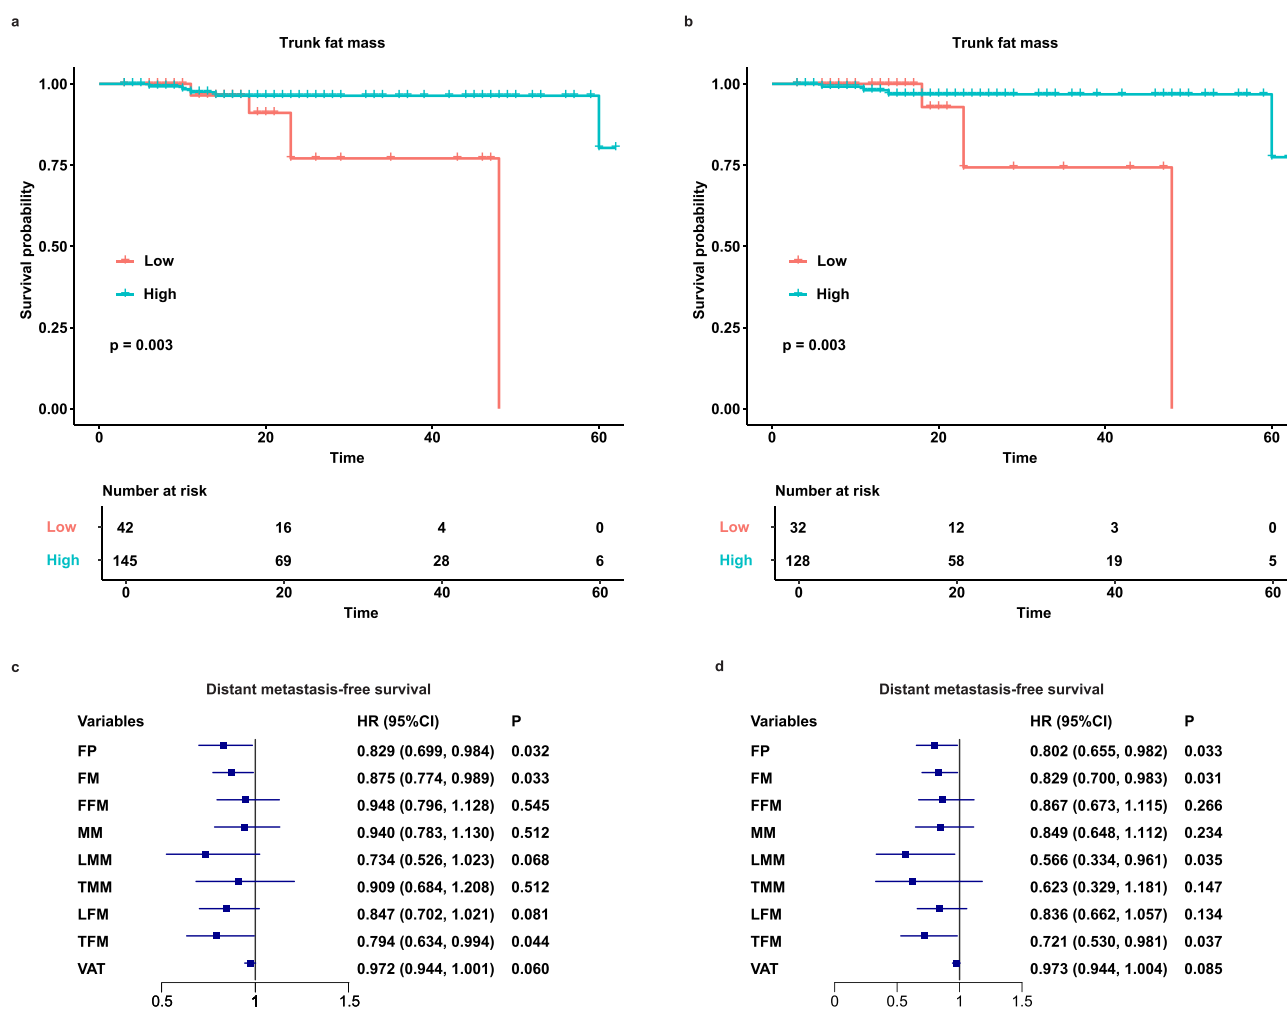 a
Trunk fat mass
1.00
0.75
0.50
0.25
0.00
Survival probability
Low
High
p = 0.003
0 20 40 60
Time
Number at risk
Low 42 16 4 0
High 145 69 28 6
0 20 40 60
Time
b
Trunk fat mass
1.00
0.75
0.50
0.25
0.00
Survival probability
Low
High
p = 0.003
0 20 40 60
Time
Number at risk
Low 32 12 3 0
High 128 58 19 5
0 20 40 60
Time
c
Distant metastasis-free survival
Variables HR (95%CI) P
FP 0.829 (0.699, 0.984) 0.032
FM 0.875 (0.774, 0.989) 0.033
FFM 0.948 (0.796, 1.128) 0.545
MM 0.940 (0.783, 1.130) 0.512
LMM 0.734 (0.526, 1.023) 0.068
TMM 0.909 (0.684, 1.208) 0.512
LFM 0.847 (0.702, 1.021) 0.081
TFM 0.794 (0.634, 0.994) 0.044
VAT 0.972 (0.944, 1.001) 0.060
0.5 1 1.5
d
Distant metastasis-free survival
Variables HR (95%CI) P
FP 0.802 (0.655, 0.982) 0.033
FM 0.829 (0.700, 0.983) 0.031
FFM 0.867 (0.673, 1.115) 0.266
MM 0.849 (0.648, 1.112) 0.234
LMM 0.566 (0.334, 0.961) 0.035
TMM 0.623 (0.329, 1.181) 0.147
LFM 0.836 (0.662, 1.057) 0.134
TFM 0.721 (0.530, 0.981) 0.037
VAT 0.973 (0.944, 1.004) 0.085
0 0.5 1 1.5